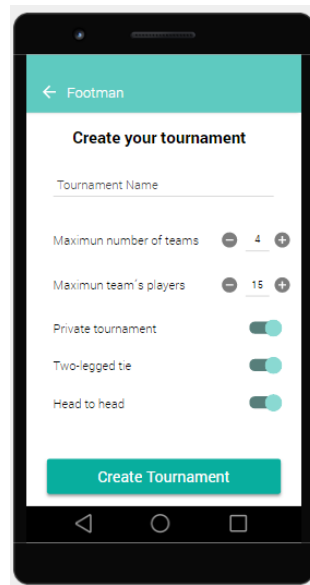 Footman
Create your tournament
Tournament Name
Maximun number of teams 4
Maximun team´s players 15
Private tournament
Two-legged tie
Head to head
Create Tournament